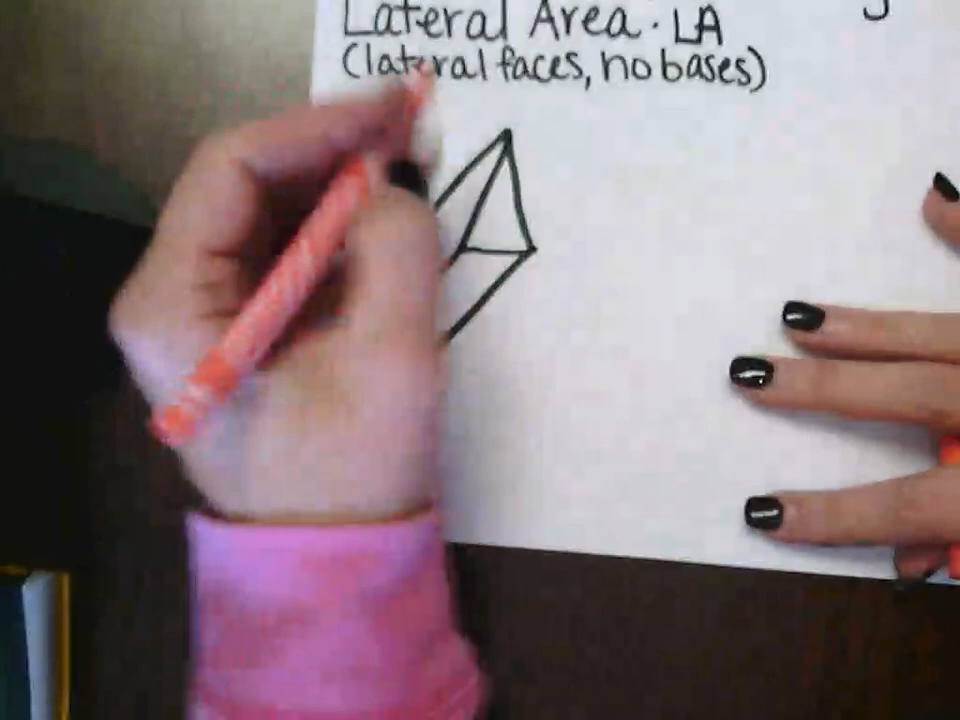 Lateral Area · LA
(lateral faces, no bases)